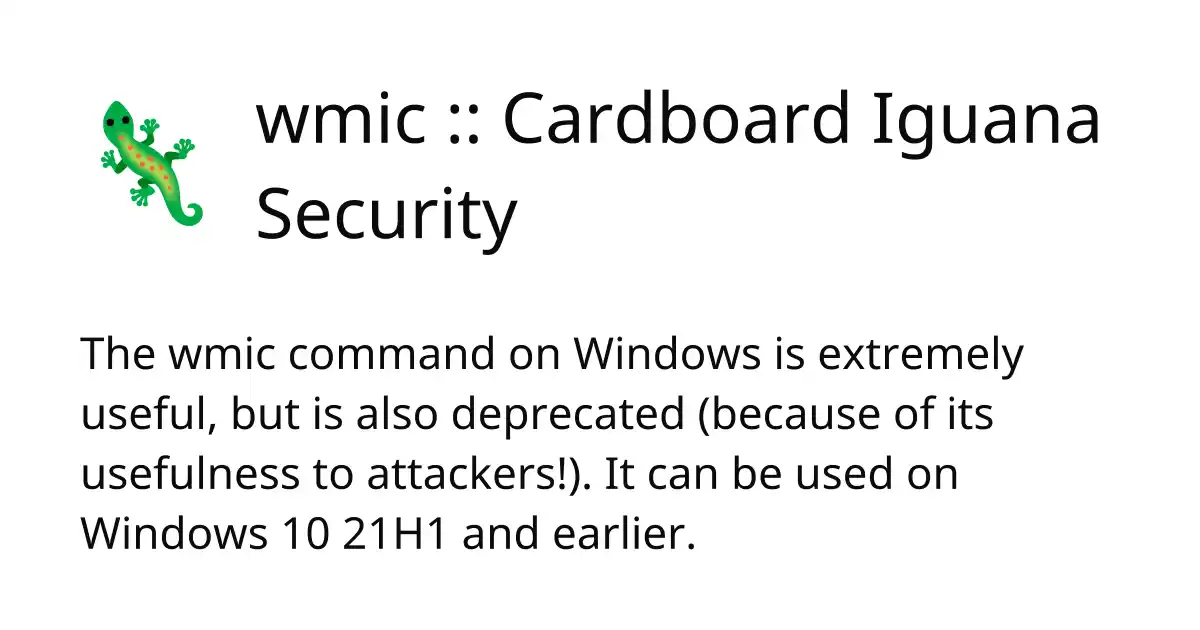 wmic :: Cardboard Iguana
Security
The wmic command on Windows is extremely
useful, but is also deprecated (because of its
usefulness to attackers!). It can be used on
Windows 10 21H1 and earlier.